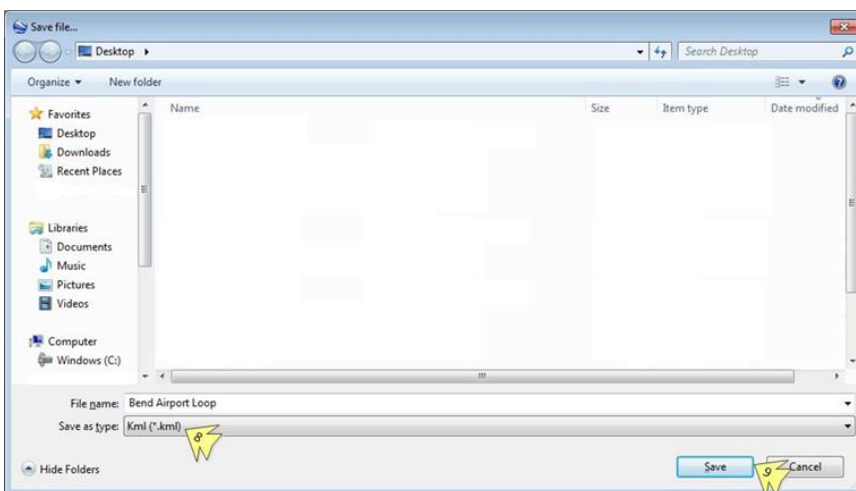 Save file...
Desktop
Search Desktop
Organize
New folder
Name
Size
Item type
Date modified
Favorites
Desktop
Downloads
Recent Places
Libraries
Documents
Music
Pictures
Videos
Computer
Windows (C:)
File name: Bend Airport Loop
Save as type: Kml (*.kml)
8
Hide Folders
Save
9
Cancel